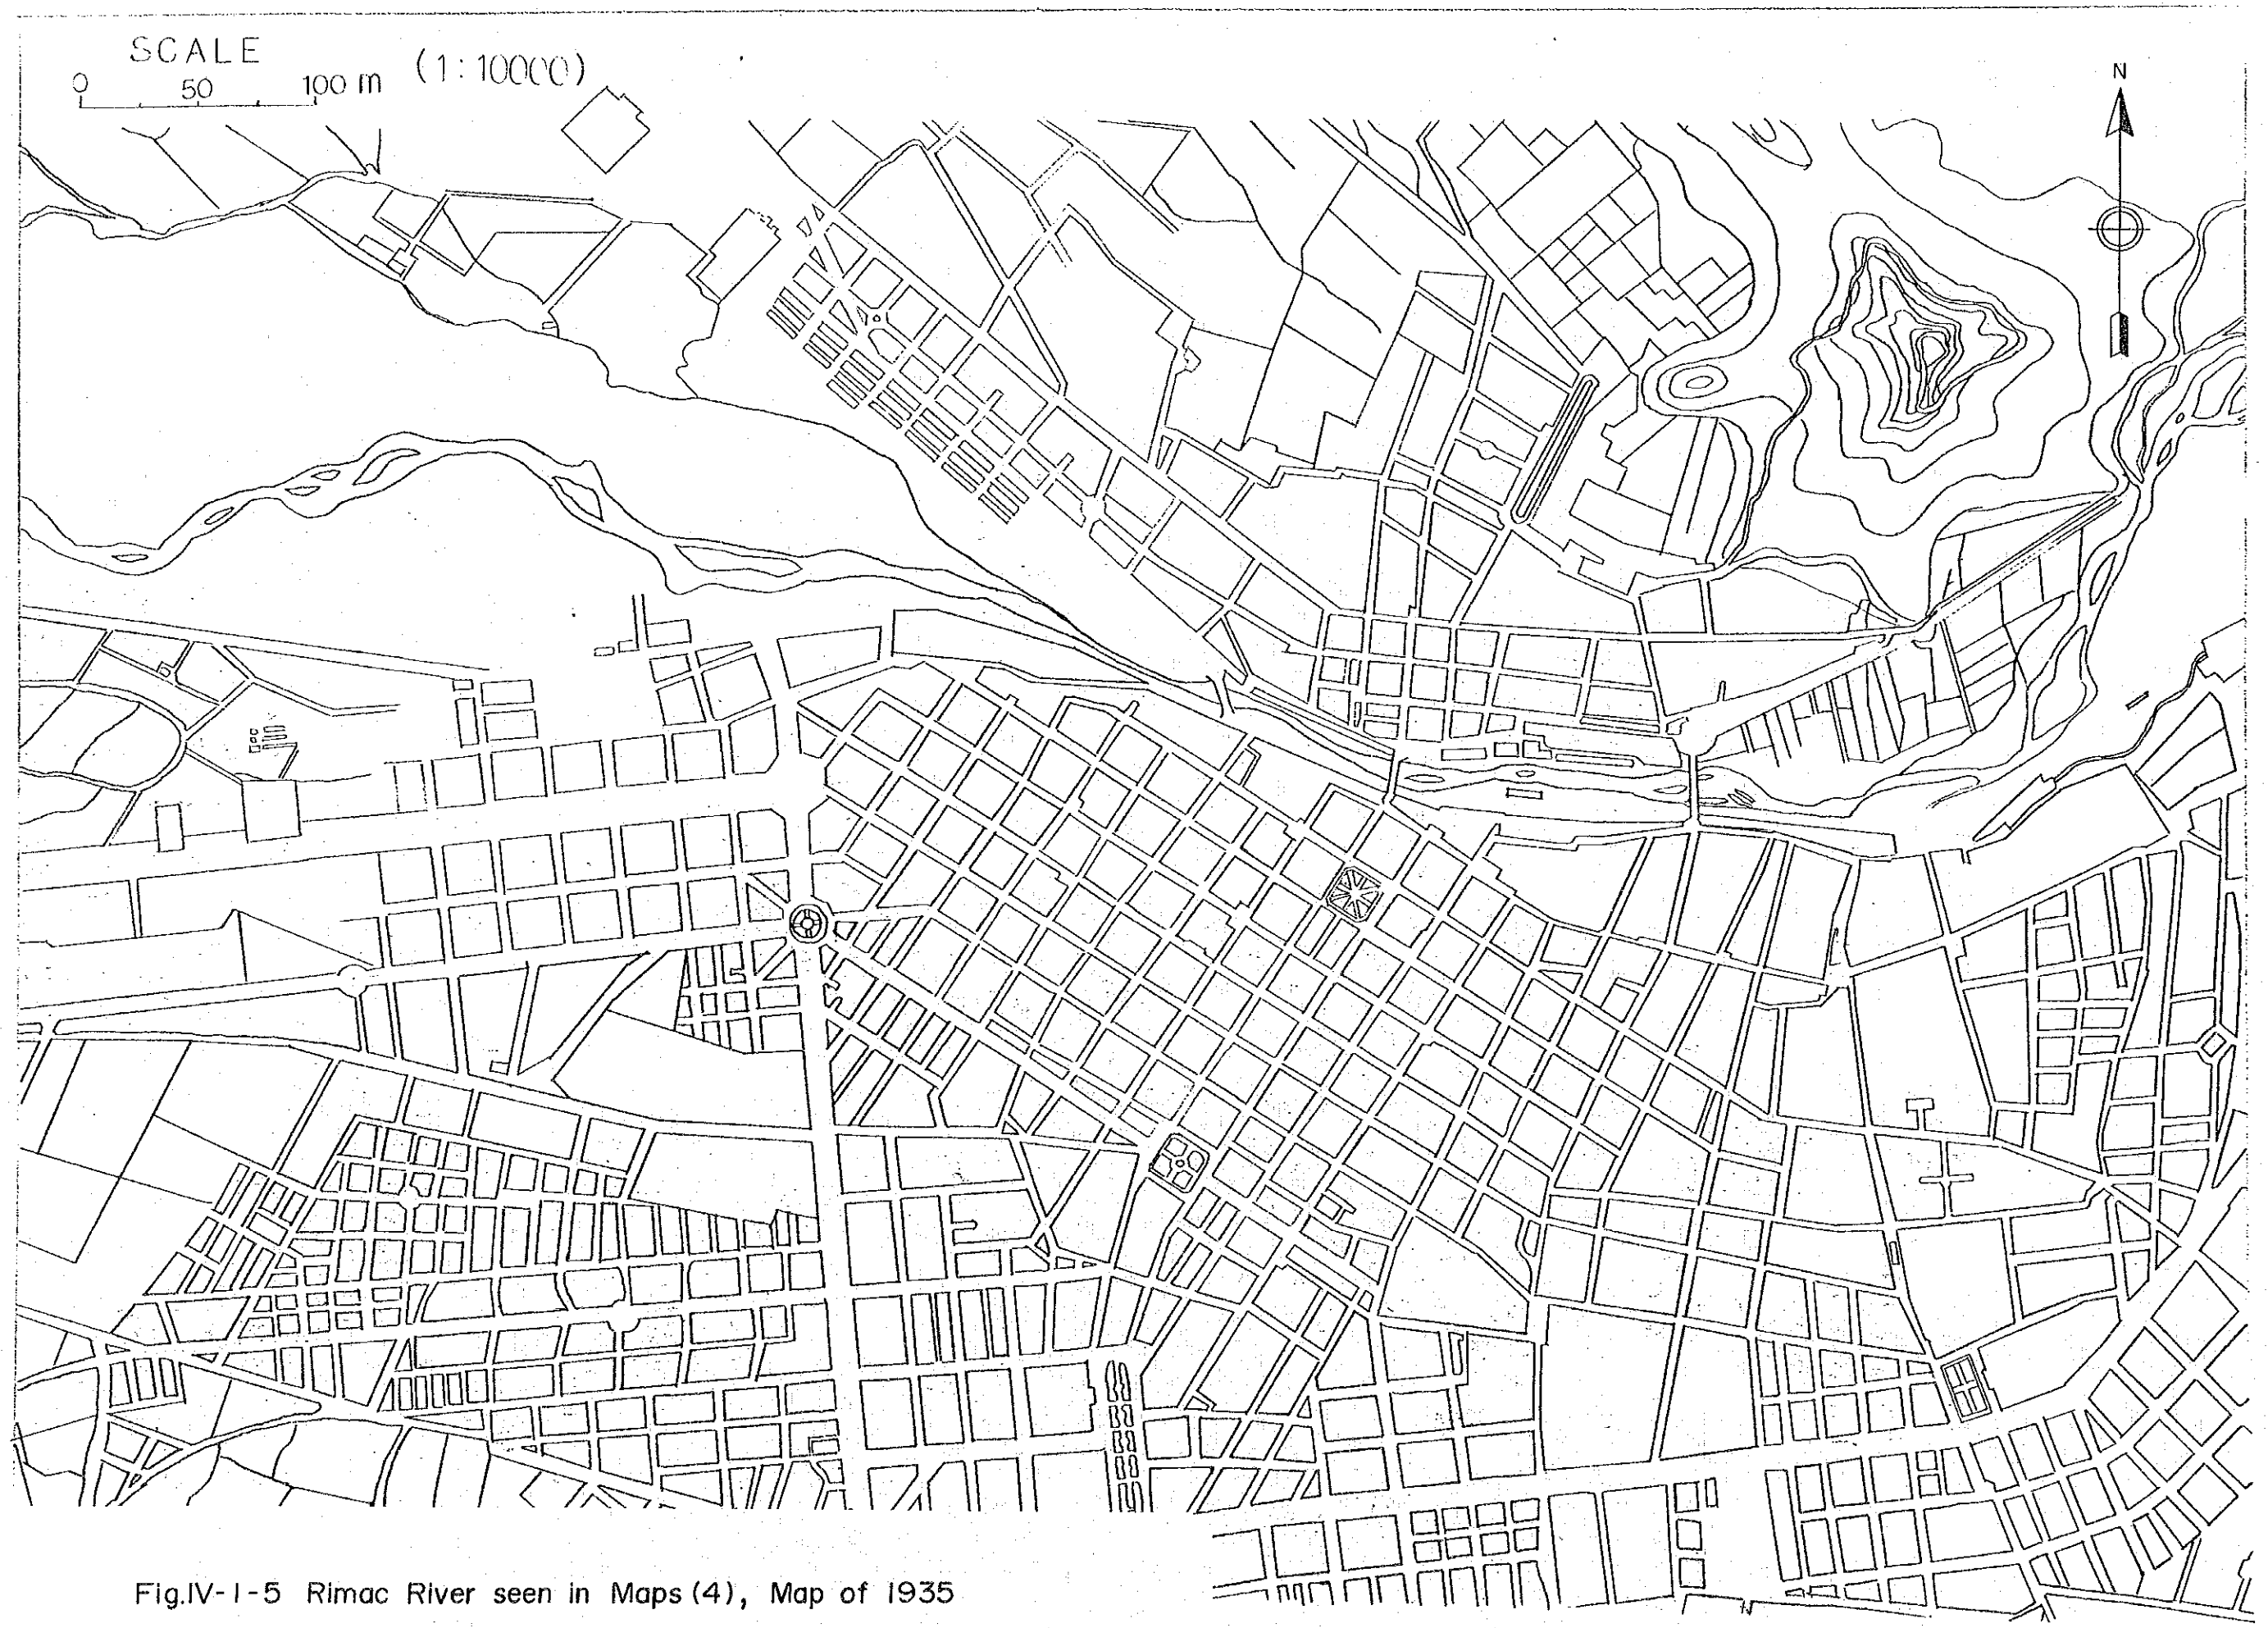 SCALE
(1:10000)
0 50 100 m
N
Fig.IV-1-5 Rimac River seen in Maps (4), Map of 1935